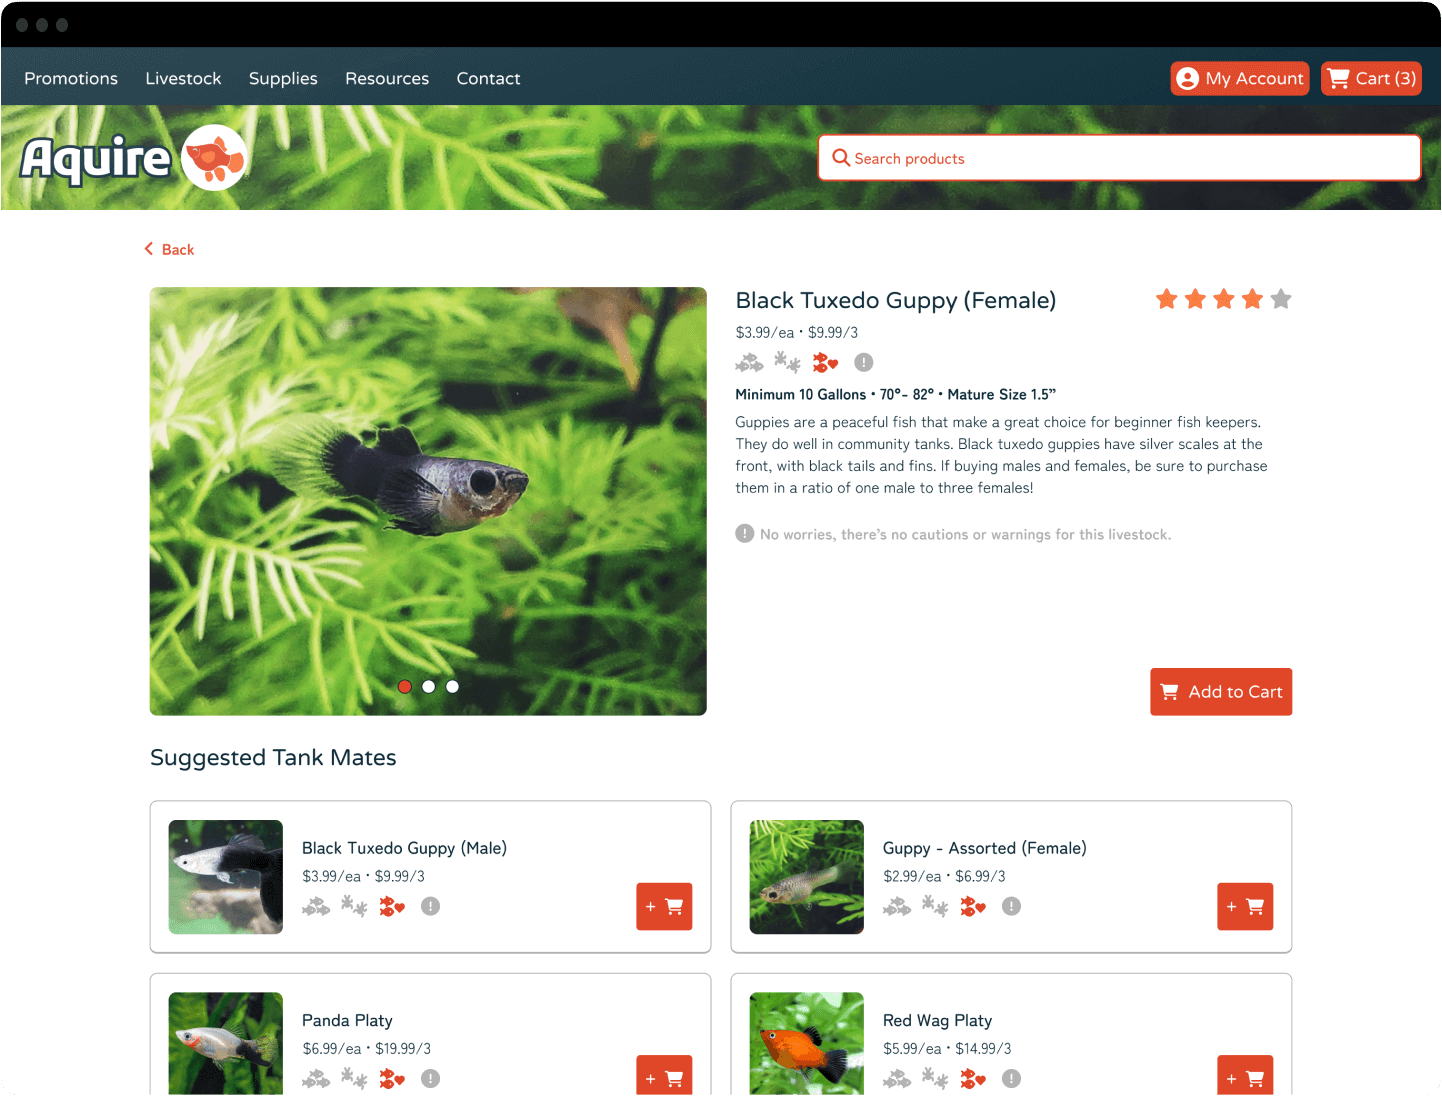 Promotions Livestock Supplies Resources Contact My Account Cart (3)
Aquire Search products
Back
Black Tuxedo Guppy (Female)
$3.99/ea • $9.99/3
Minimum 10 Gallons • 70°- 82° • Mature Size 1.5”
Guppies are a peaceful fish that make a great choice for beginner fish keepers.
They do well in community tanks. Black tuxedo guppies have silver scales at the
front, with black tails and fins. If buying males and females, be sure to purchase
them in a ratio of one male to three females!
! No worries, there’s no cautions or warnings for this livestock.
Add to Cart
Suggested Tank Mates
Black Tuxedo Guppy (Male)
$3.99/ea • $9.99/3
+
Guppy - Assorted (Female)
$2.99/ea • $6.99/3
+
Panda Platy
$6.99/ea • $19.99/3
+
Red Wag Platy
$5.99/ea • $14.99/3
+